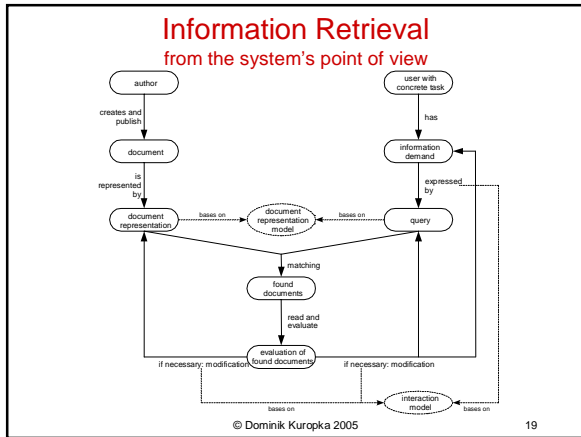 Information Retrieval
from the system's point of view
author
user with
concrete task
creates and
publish
has
document
information
demand
is
represented
by
expressed
by
document
representation
bases on
document
representation
model
bases on
query
matching
found
documents
read and
evaluate
evaluation of
found documents
if necessary: modification
if necessary: modification
interaction
model
bases on
bases on
© Dominik Kuropka 2005
19